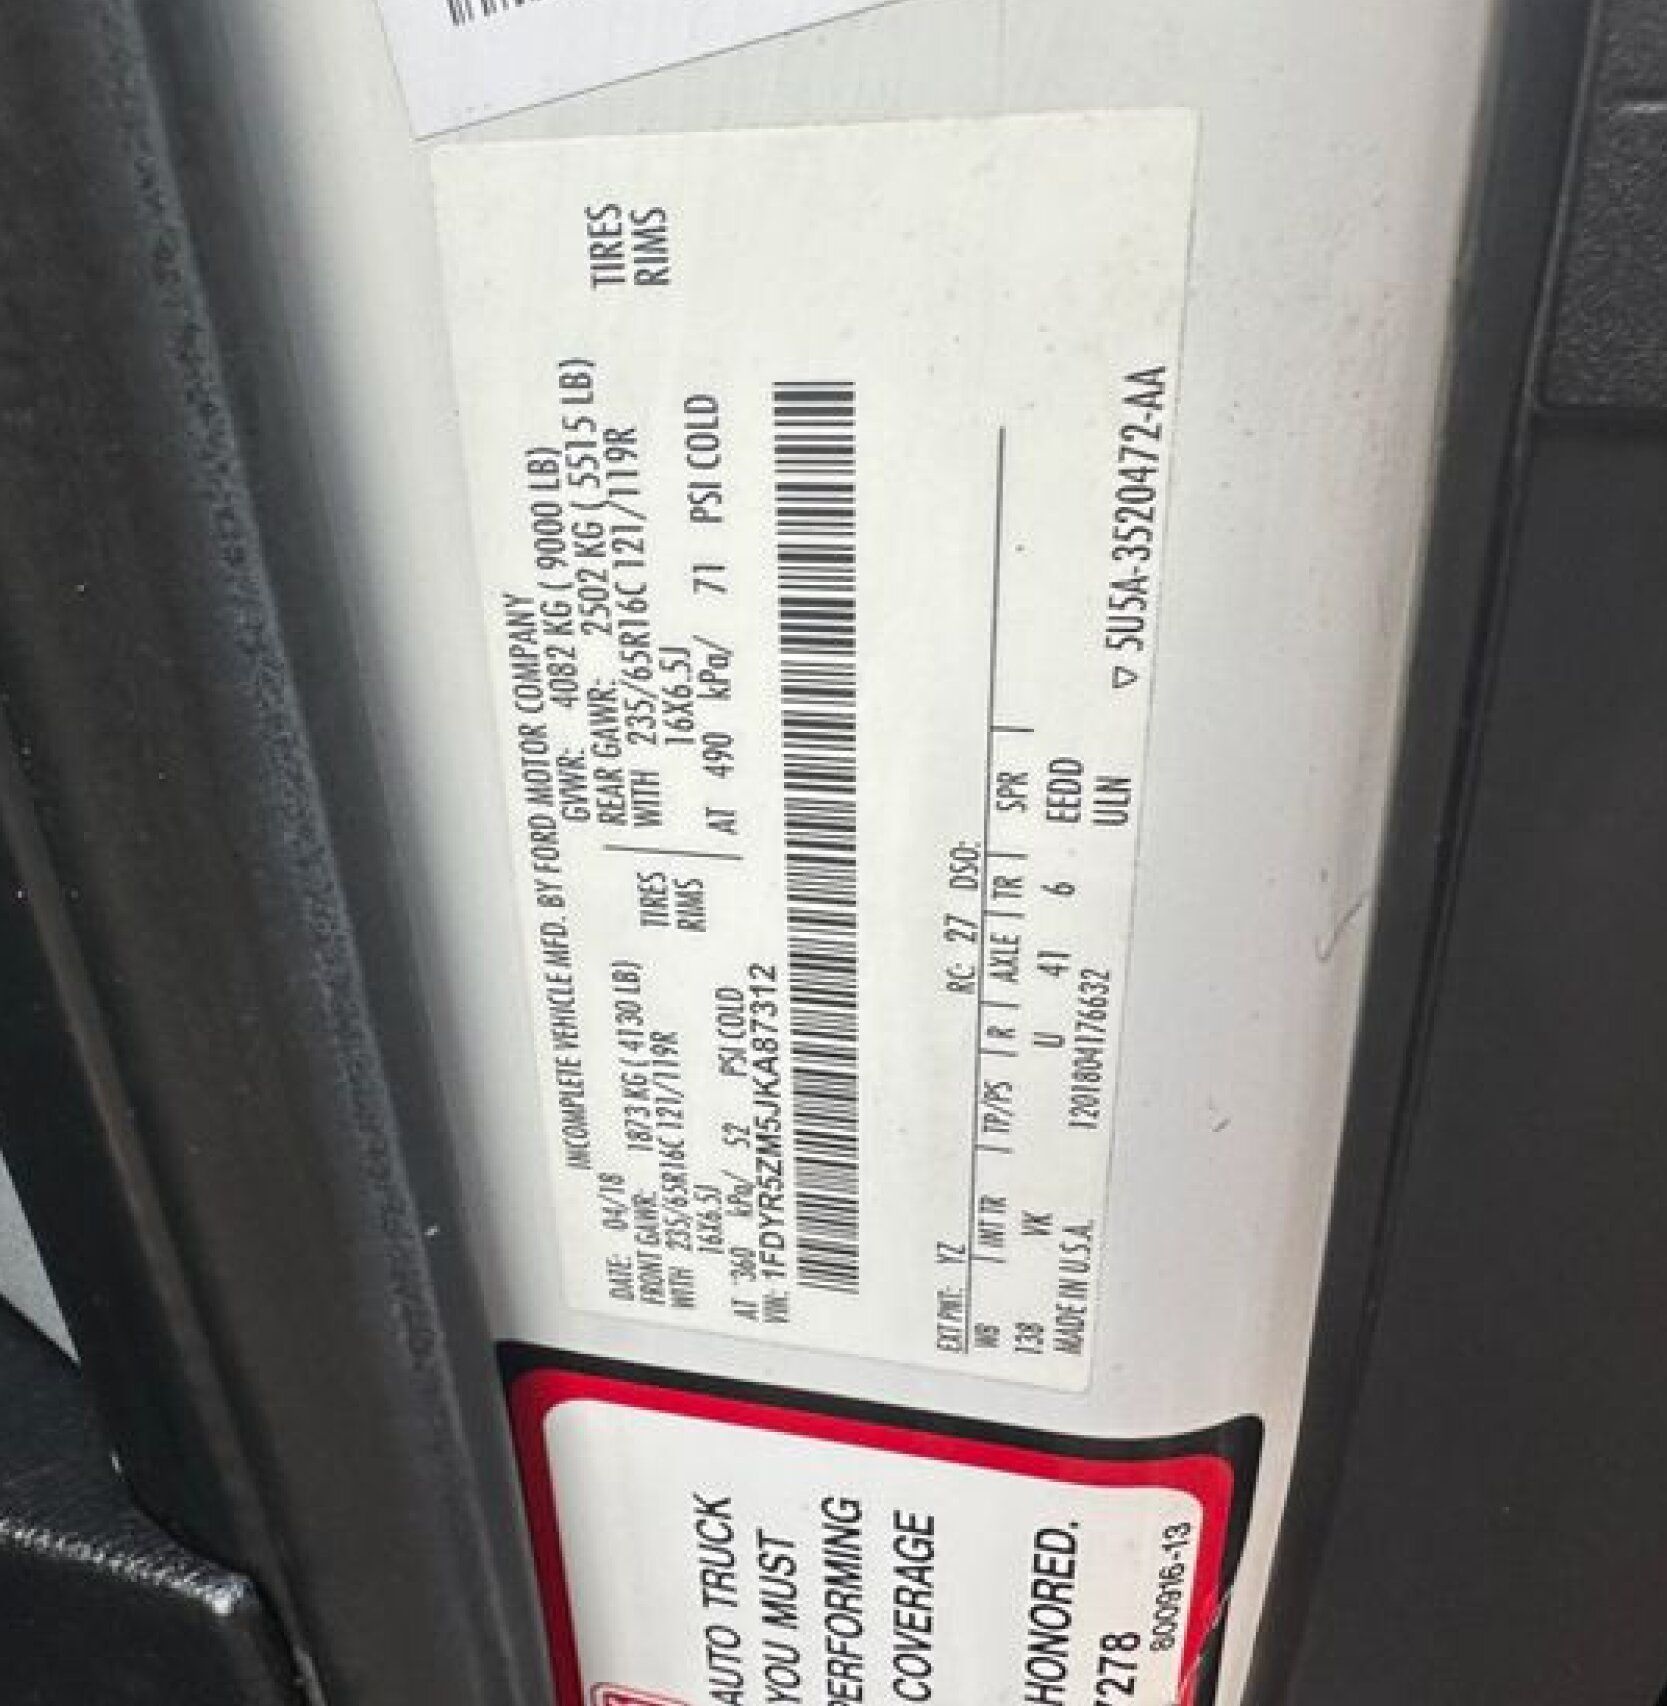 INCOMPLETE VEHICLE MFD. BY FORD MOTOR COMPANY
DATE: 04/18 GVWR: 4082 KG ( 9000 LB)
FRONT GAWR: 1873 KG ( 4130 LB) REAR GAWR: 2502 KG ( 5515 LB)
WITH 235/65R16C 121/119R TIRES WITH 235/65R16C 121/119R TIRES
16X6.5J RIMS 16X6.5J RIMS
AT 360 kPa/ 52 PSI COLD AT 490 kPa/ 71 PSI COLD
VIN: 1FDYR5ZM5JKA87312
EXT PNT: YZ RC: 27 DSO:
WB | INT TR | TP/PS | R | AXLE | TR | SPR |
138 VK U 41 6 EEDD
MADE IN U.S.A. 120180417 6632 ULN
▽ 5U5A-3520472-AA
AUTO TRUCK
YOU MUST
PERFORMING
COVERAGE
HONORED.
7278
800916-13